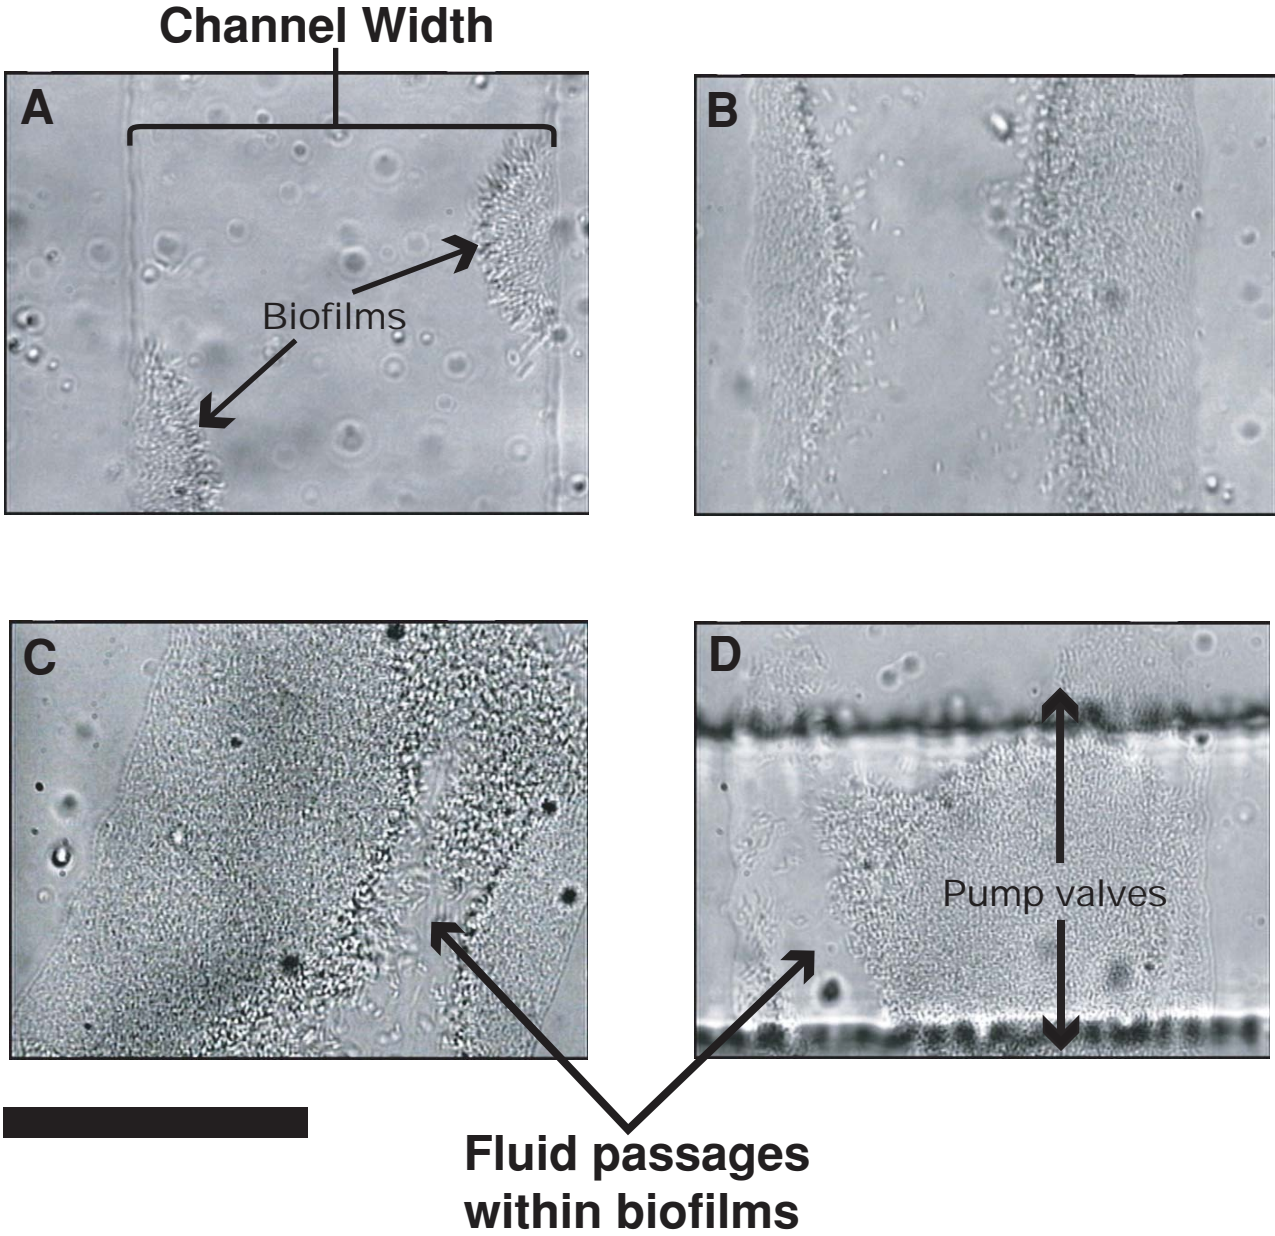 Channel Width
A
B
Biofilms
C
D
Pump valves
Fluid passages
within biofilms